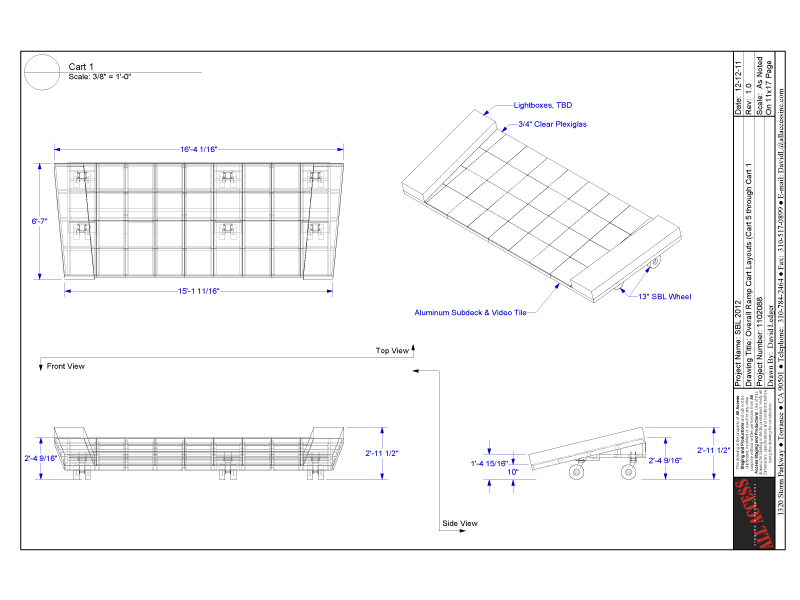 Cart 1
Scale: 3/8" = 1'-0"
Lightboxes, TBD
3/4" Clear Plexiglas
16'-4 1/16"
6'-7"
15'-1 11/16"
13" SBL Wheel
Aluminum Subdeck & Video Tile
Top View
Front View
2'-4 9/16"
2'-11 1/2"
1'-4 15/16"
10"
2'-4 9/16"
2'-11 1/2"
Side View
Date: 12-12-11
Rev: 1.0
Scale: As Noted
On 11x17 Page
Project Name: SBL 2012
Drawing Title: Overall Ramp Cart Layouts (Cart 5 through Cart 1
Project Number: 1102088
Drawn By: David Ledger
ALL ACCESS
1320 Storm Parkway ● Torrance ● CA 90501 ● Telephone: 310-784-2464 ● Fax: 310-517-0899 ● E-mail: DavidL@allaccessinc.com